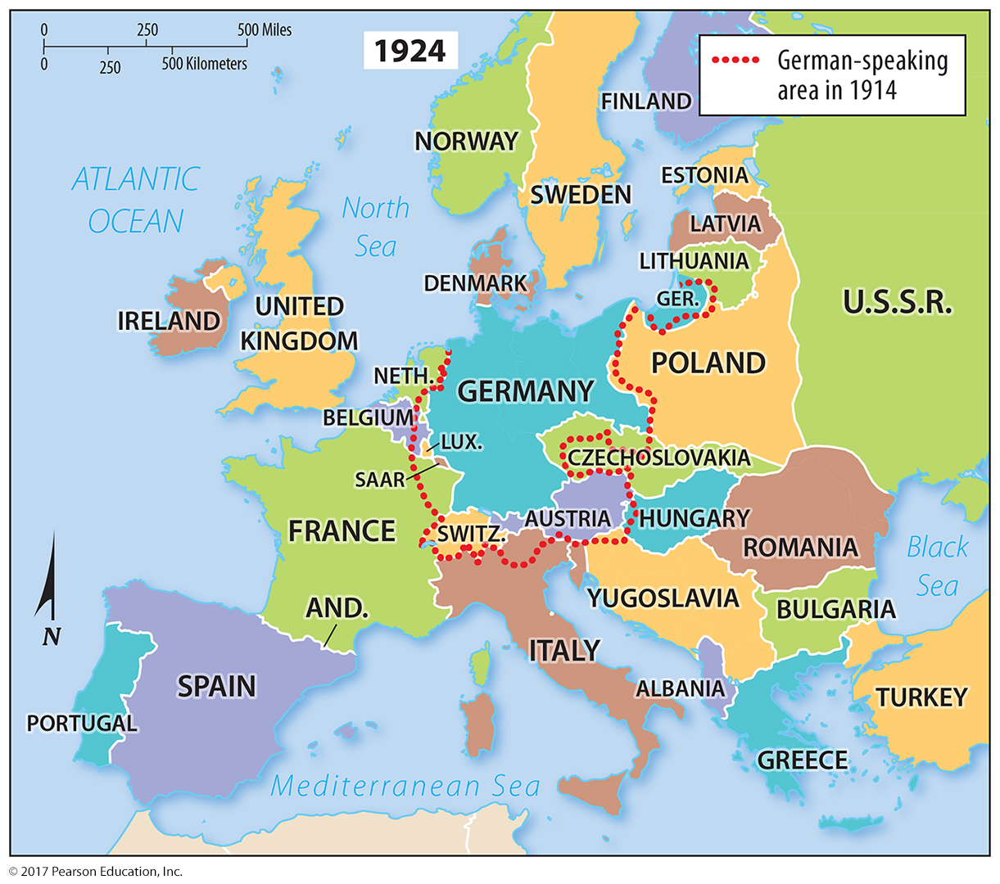 0 250 500 Miles
0 250 500 Kilometers
1924
German-speaking
area in 1914
FINLAND
NORWAY
ATLANTIC
OCEAN
North
Sea
SWEDEN
ESTONIA
LATVIA
LITHUANIA
DENMARK
GER.
U.S.S.R.
IRELAND
UNITED
KINGDOM
POLAND
NETH.
GERMANY
BELGIUM
LUX.
CZECHOSLOVAKIA
SAAR
FRANCE
SWITZ.
AUSTRIA
HUNGARY
ROMANIA
Black
Sea
N
AND.
YUGOSLAVIA
BULGARIA
ITALY
SPAIN
ALBANIA
TURKEY
PORTUGAL
GREECE
Mediterranean Sea
© 2017 Pearson Education, Inc.